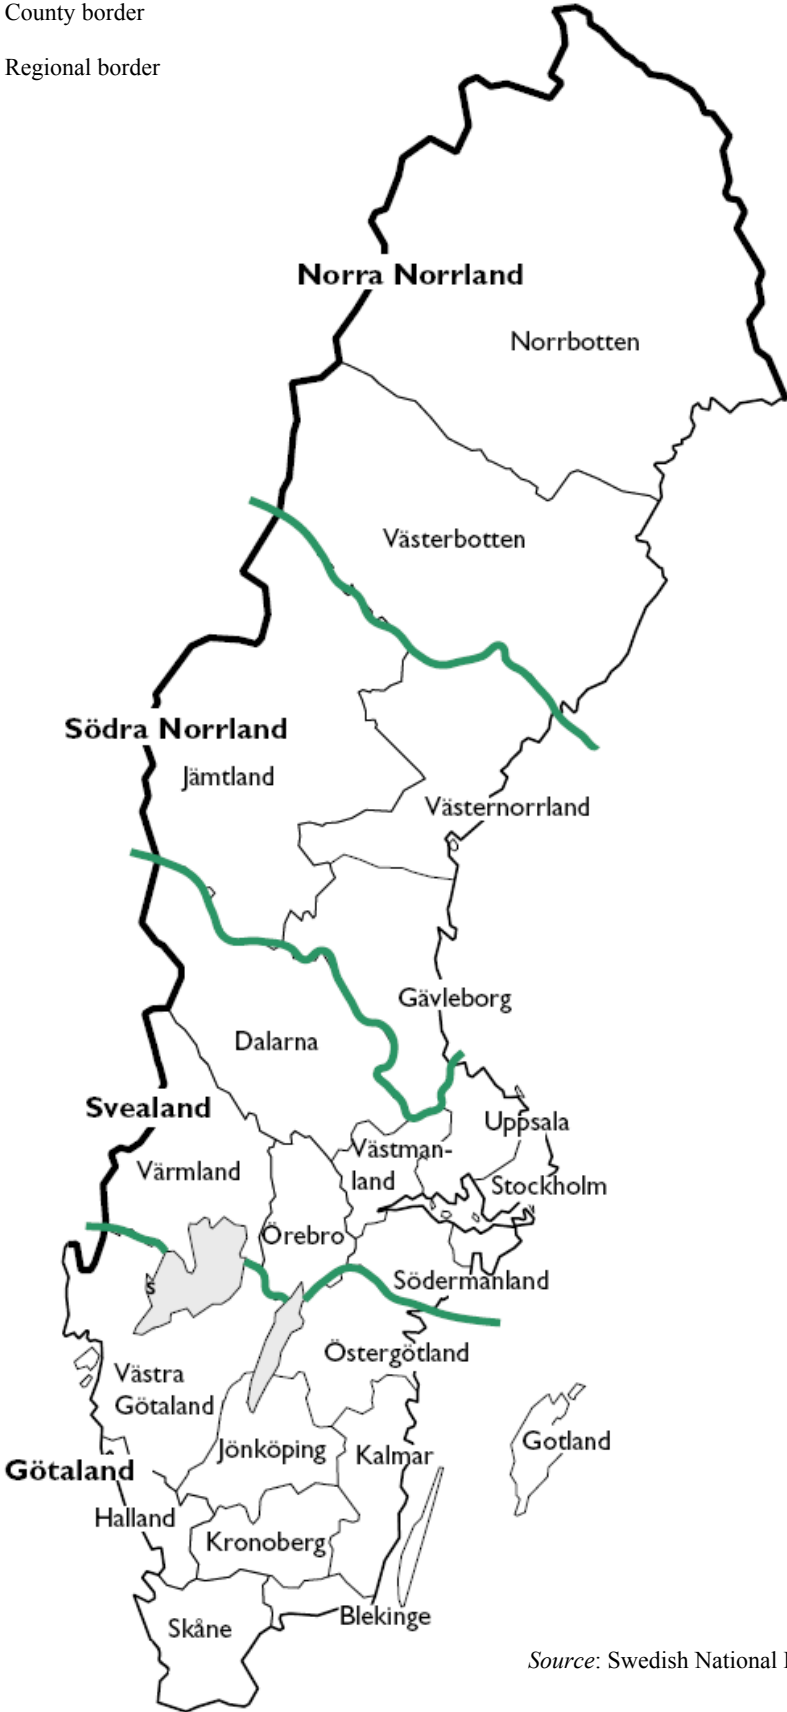 County border
Regional border
Norra Norrland
Norrbotten
Västerbotten
Södra Norrland
Jämtland
Västernorrland
Gävleborg
Dalarna
Svealand
Uppsala
Västman-
land
Värmland
Stockholm
Örebro
Södermanland
s
Östergötland
Västra
Götaland
Gotland
Jönköping
Kalmar
Götaland
Halland
Kronoberg
Blekinge
Skåne
Source: Swedish National